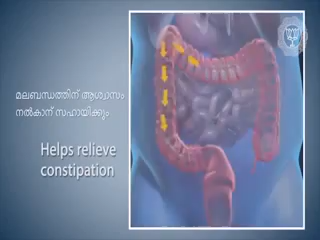 മലബന്ധത്തിന് ആശ്വാസം
നൽകാന് സഹായിക്കും
Helps relieve
constipation